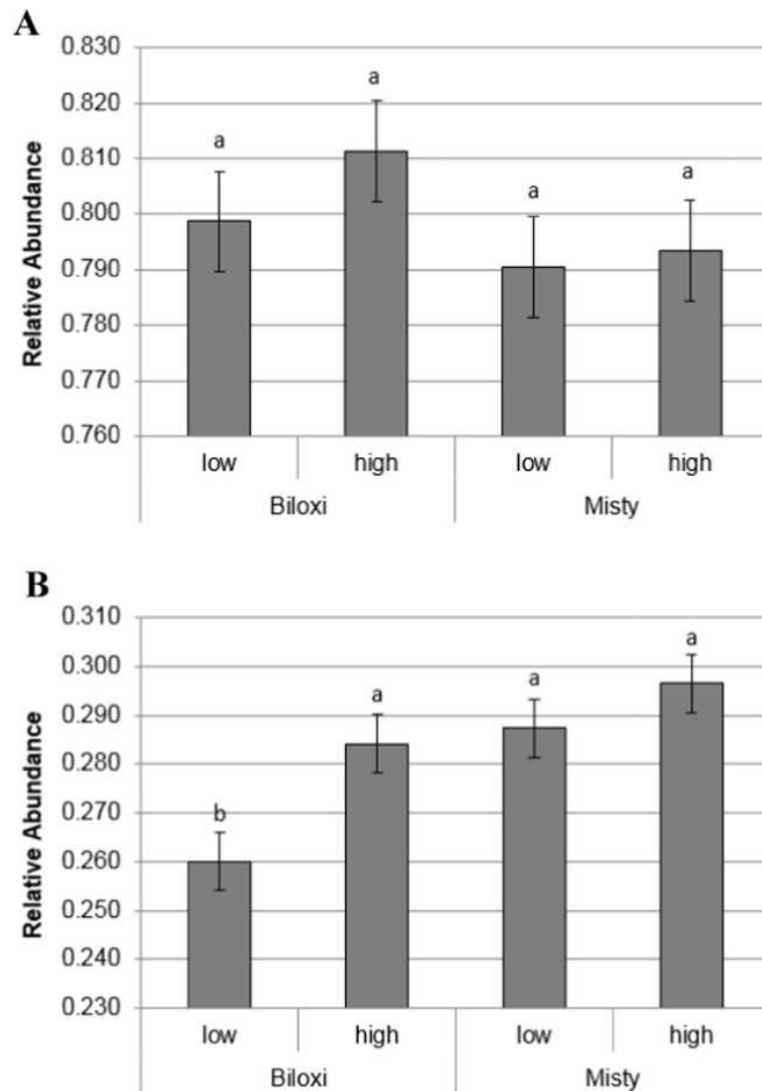 A
0.830
0.820
0.810
0.800
0.790
0.780
0.770
0.760
Relative Abundance
a
a
a
a
low
high
low
high
Biloxi
Misty
B
0.310
0.300
0.290
0.280
0.270
0.260
0.250
0.240
0.230
Relative Abundance
b
a
a
a
low
high
low
high
Biloxi
Misty